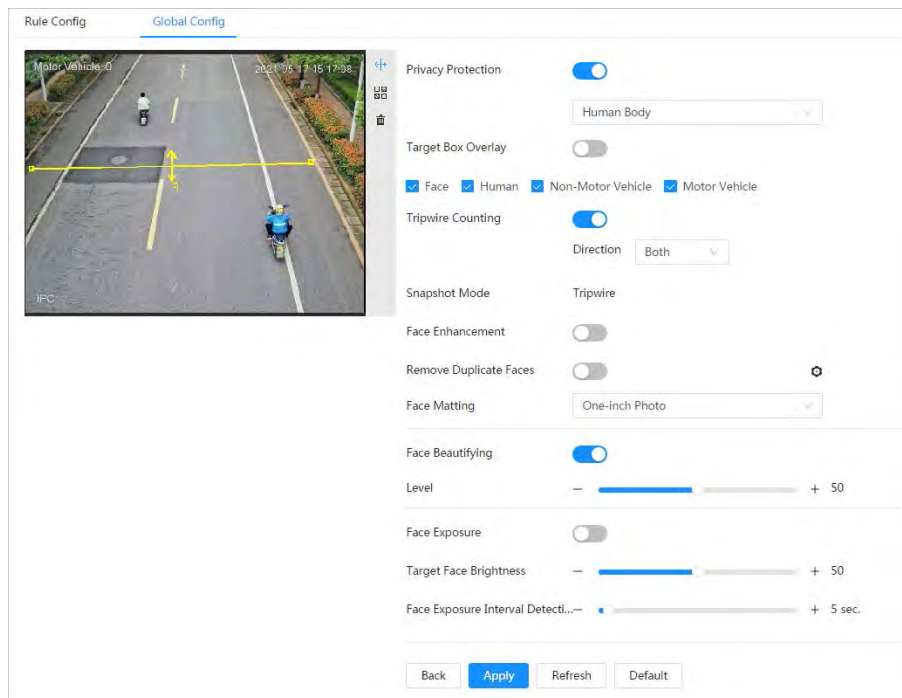 Rule Config Global Config
Motor Vehicle: 0 2021-05-17 15:17:08
IPC
Privacy Protection
Human Body
Target Box Overlay
Face Human Non-Motor Vehicle Motor Vehicle
Tripwire Counting
Direction Both
Snapshot Mode Tripwire
Face Enhancement
Remove Duplicate Faces
Face Matting One-inch Photo
Face Beautifying
Level − + 50
Face Exposure
Target Face Brightness − + 50
Face Exposure Interval Detecti... − + 5 sec.
Back Apply Refresh Default